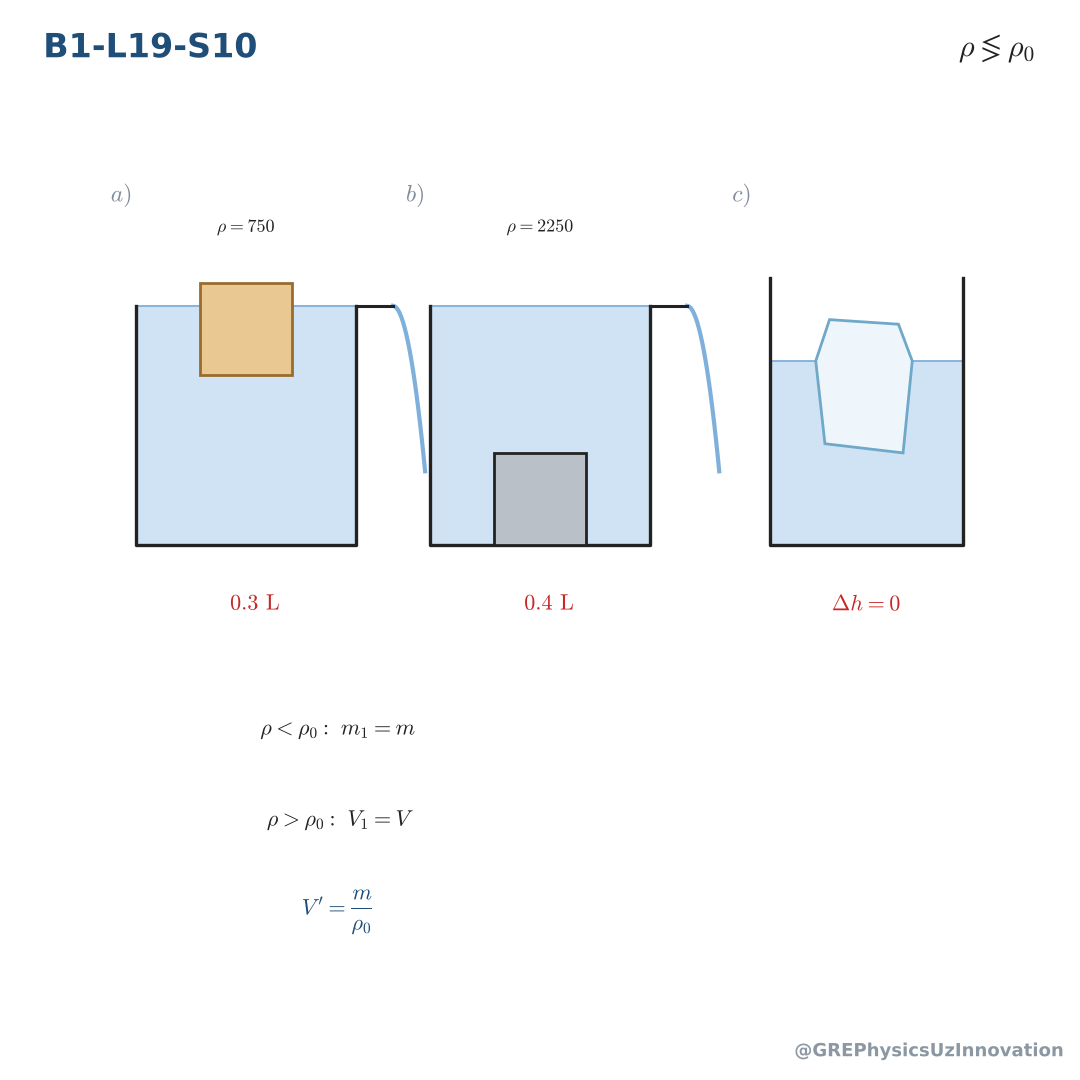 B1-L19-S10
ρ ≶ ρ₀
a)
b)
c)
ρ = 750
ρ = 2250
0.3 L
0.4 L
Δh = 0
ρ < ρ₀ : m₁ = m
ρ > ρ₀ : V₁ = V
V′ = m/ρ₀
@GREPhysicsUzInnovation